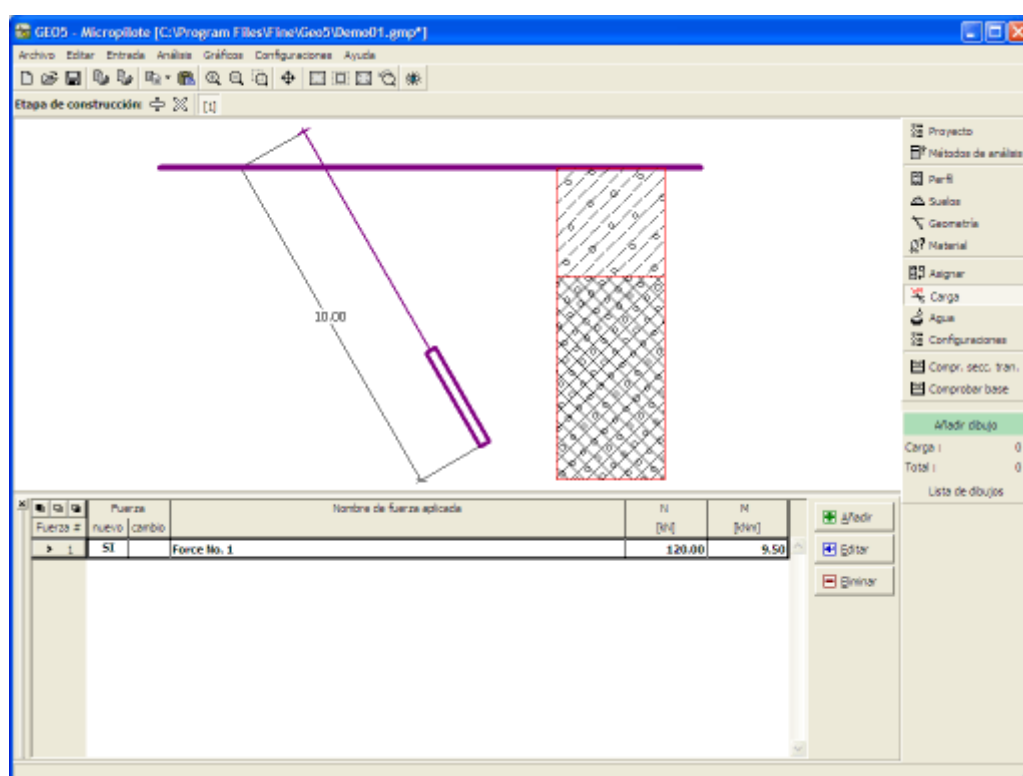 GEO5 - Micropilote [C:\Program Files\Fine\Geo5\Demo01.gmp*]
Archivo Editar Entrada Análisis Gráficos Configuraciones Ayuda
Etapa de construcción: [1]
10.00
Proyecto
Métodos de análisis
Perfil
Suelos
Geometría
Material
Asignar
Carga
Agua
Configuraciones
Compr. secc. tran.
Comprobar base
Añadir dibujo
Carga : 0
Total : 0
Lista de dibujos
Fuerza Nombre de fuerza aplicada N M
Fuerza # nuevo cambio [kN] [kNm]
> 1 SI Force No. 1 120.00 9.50
Añadir
Editar
Eliminar